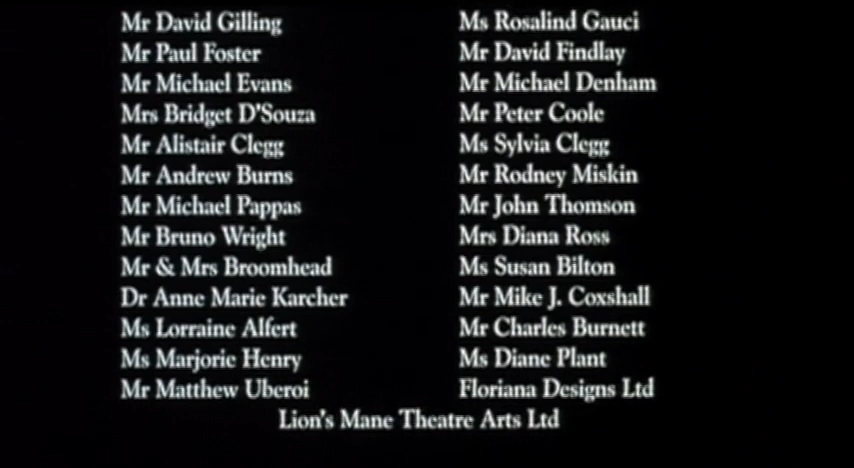 Mr David Gilling
Mr Paul Foster
Mr Michael Evans
Mrs Bridget D'Souza
Mr Alistair Clegg
Mr Andrew Burns
Mr Michael Pappas
Mr Bruno Wright
Mr & Mrs Broomhead
Dr Anne Marie Karcher
Ms Lorraine Alfert
Ms Marjorie Henry
Mr Matthew Uberoi
Ms Rosalind Gauci
Mr David Findlay
Mr Michael Denham
Mr Peter Coole
Ms Sylvia Clegg
Mr Rodney Miskin
Mr John Thomson
Mrs Diana Ross
Ms Susan Bilton
Mr Mike J. Coxshall
Mr Charles Burnett
Ms Diane Plant
Floriana Designs Ltd
Lion's Mane Theatre Arts Ltd